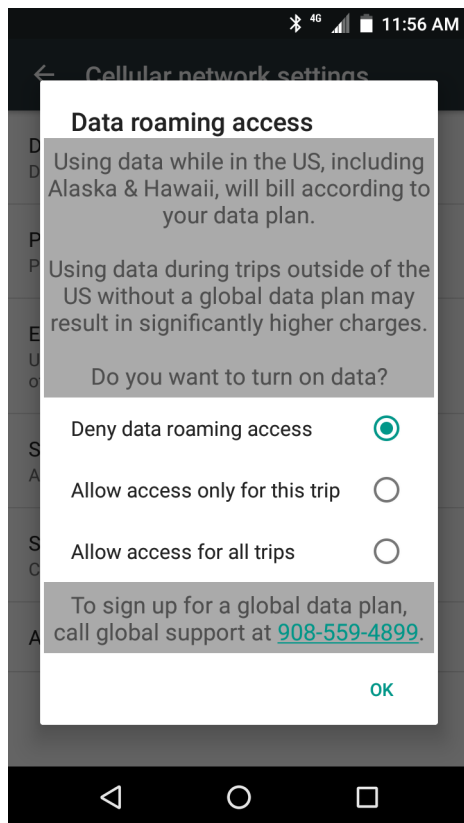 4G 11:56 AM
Cellular network settings
Data roaming access
Using data while in the US, including
Alaska & Hawaii, will bill according to
your data plan.
Using data during trips outside of the
US without a global data plan may
result in significantly higher charges.
Do you want to turn on data?
Deny data roaming access
Allow access only for this trip
Allow access for all trips
To sign up for a global data plan,
call global support at 908-559-4899.
OK